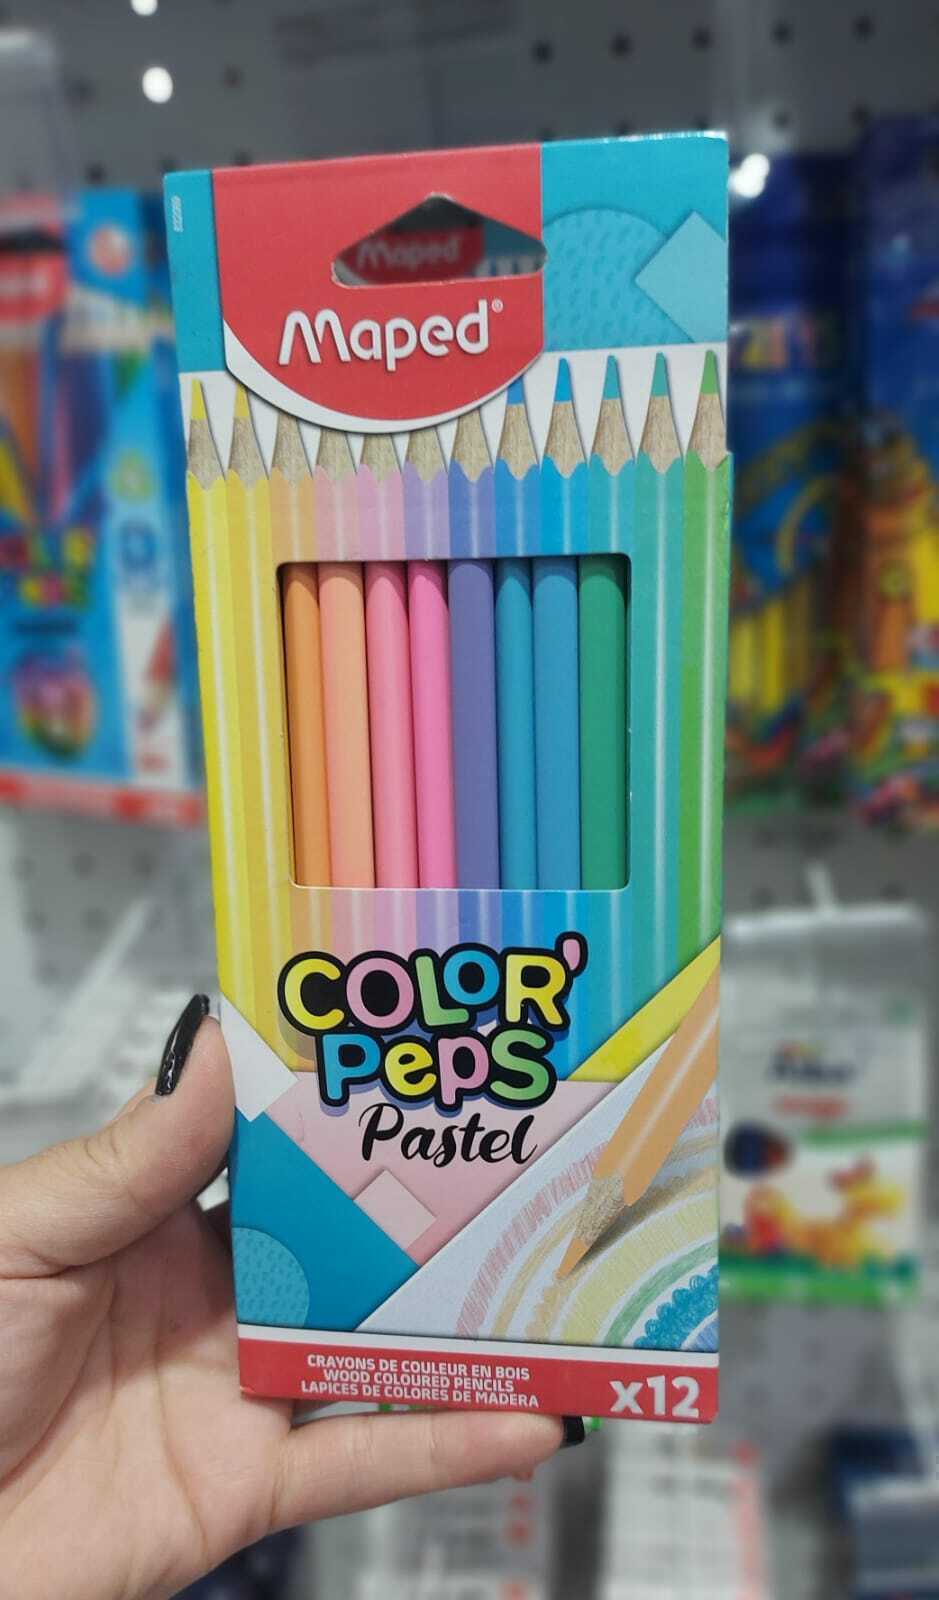 Maped
Maped®
COLOR'
PePS
Pastel
CRAYONS DE COULEUR EN BOIS
WOOD COLOURED PENCILS
LAPICES DE COLORES DE MADERA
x12